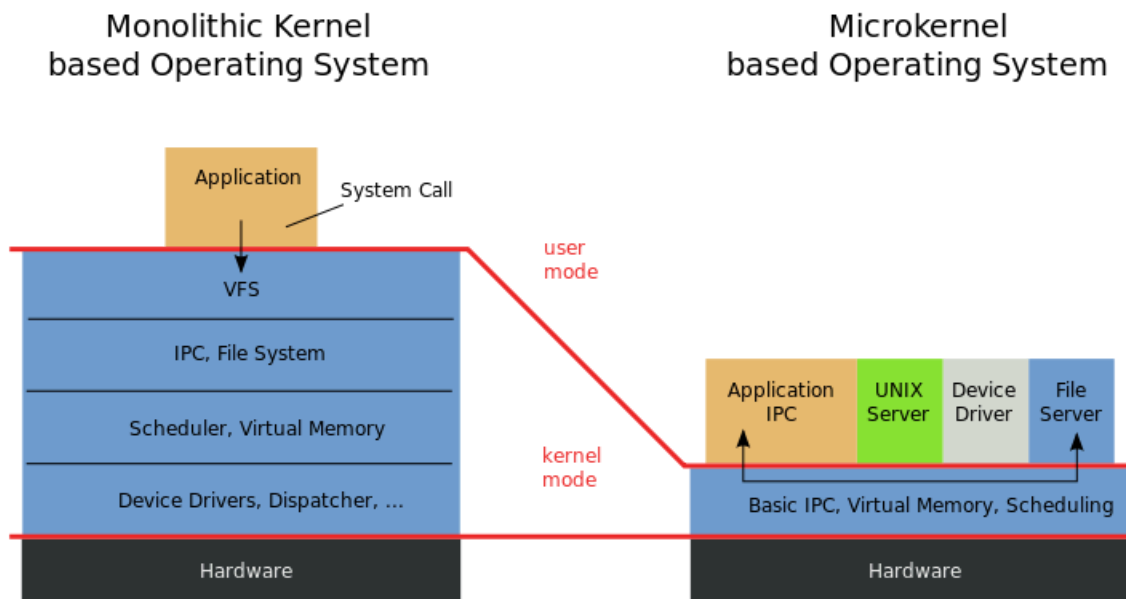 Monolithic Kernel
based Operating System
Microkernel
based Operating System
Application
System Call
VFS
IPC, File System
Scheduler, Virtual Memory
Device Drivers, Dispatcher, ...
Hardware
user
mode
kernel
mode
Application
IPC
UNIX
Server
Device
Driver
File
Server
Basic IPC, Virtual Memory, Scheduling
Hardware